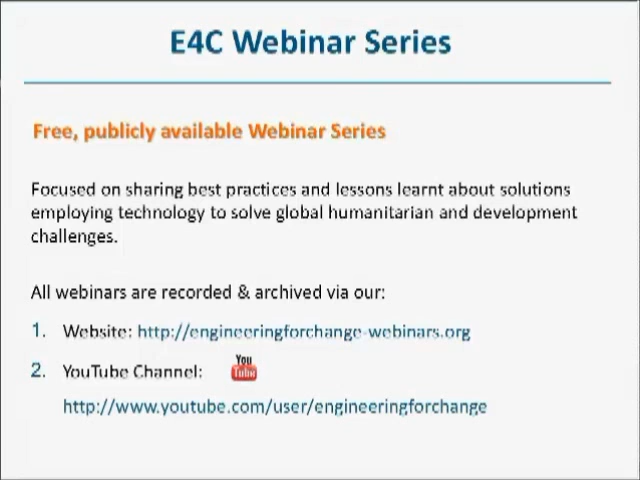 E4C Webinar Series
Free, publicly available Webinar Series
Focused on sharing best practices and lessons learnt about solutions
employing technology to solve global humanitarian and development
challenges.
All webinars are recorded & archived via our:
1. Website: http://engineeringforchange-webinars.org
2. YouTube Channel: You Tube
http://www.youtube.com/user/engineeringforchange